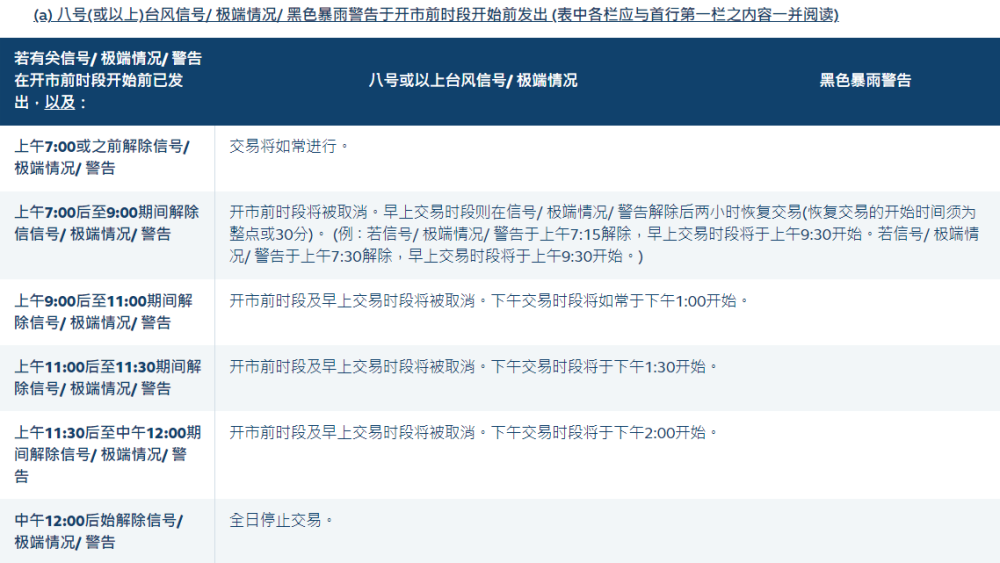 (a) 八号(或以上)台风信号/ 极端情况/ 黑色暴雨警告于开市前时段开始前发出 (表中各栏应与首行第一栏之内容一并阅读)
若有关信号/ 极端情况/ 警告
在开市前时段开始前已发
出，以及：
八号或以上台风信号/ 极端情况
黑色暴雨警告
上午7:00或之前解除信号/
极端情况/ 警告
交易将如常进行。
上午7:00后至9:00期间解除
信信号/ 极端情况/ 警告
开市前时段将被取消。早上交易时段则在信号/ 极端情况/ 警告解除后两小时恢复交易(恢复交易的开始时间须为
整点或30分)。 (例：若信号/ 极端情况/ 警告于上午7:15解除，早上交易时段将于上午9:30开始。若信号/ 极端情
况/ 警告于上午7:30解除，早上交易时段将于上午9:30开始。)
上午9:00后至11:00期间解
除信号/ 极端情况/ 警告
开市前时段及早上交易时段将被取消。下午交易时段将如常于下午1:00开始。
上午11:00后至11:30期间解
除信号/ 极端情况/ 警告
开市前时段及早上交易时段将被取消。下午交易时段将于下午1:30开始。
上午11:30后至中午12:00期
间解除信号/ 极端情况/ 警
告
开市前时段及早上交易时段将被取消。下午交易时段将于下午2:00开始。
中午12:00后始解除信号/
极端情况/ 警告
全日停止交易。